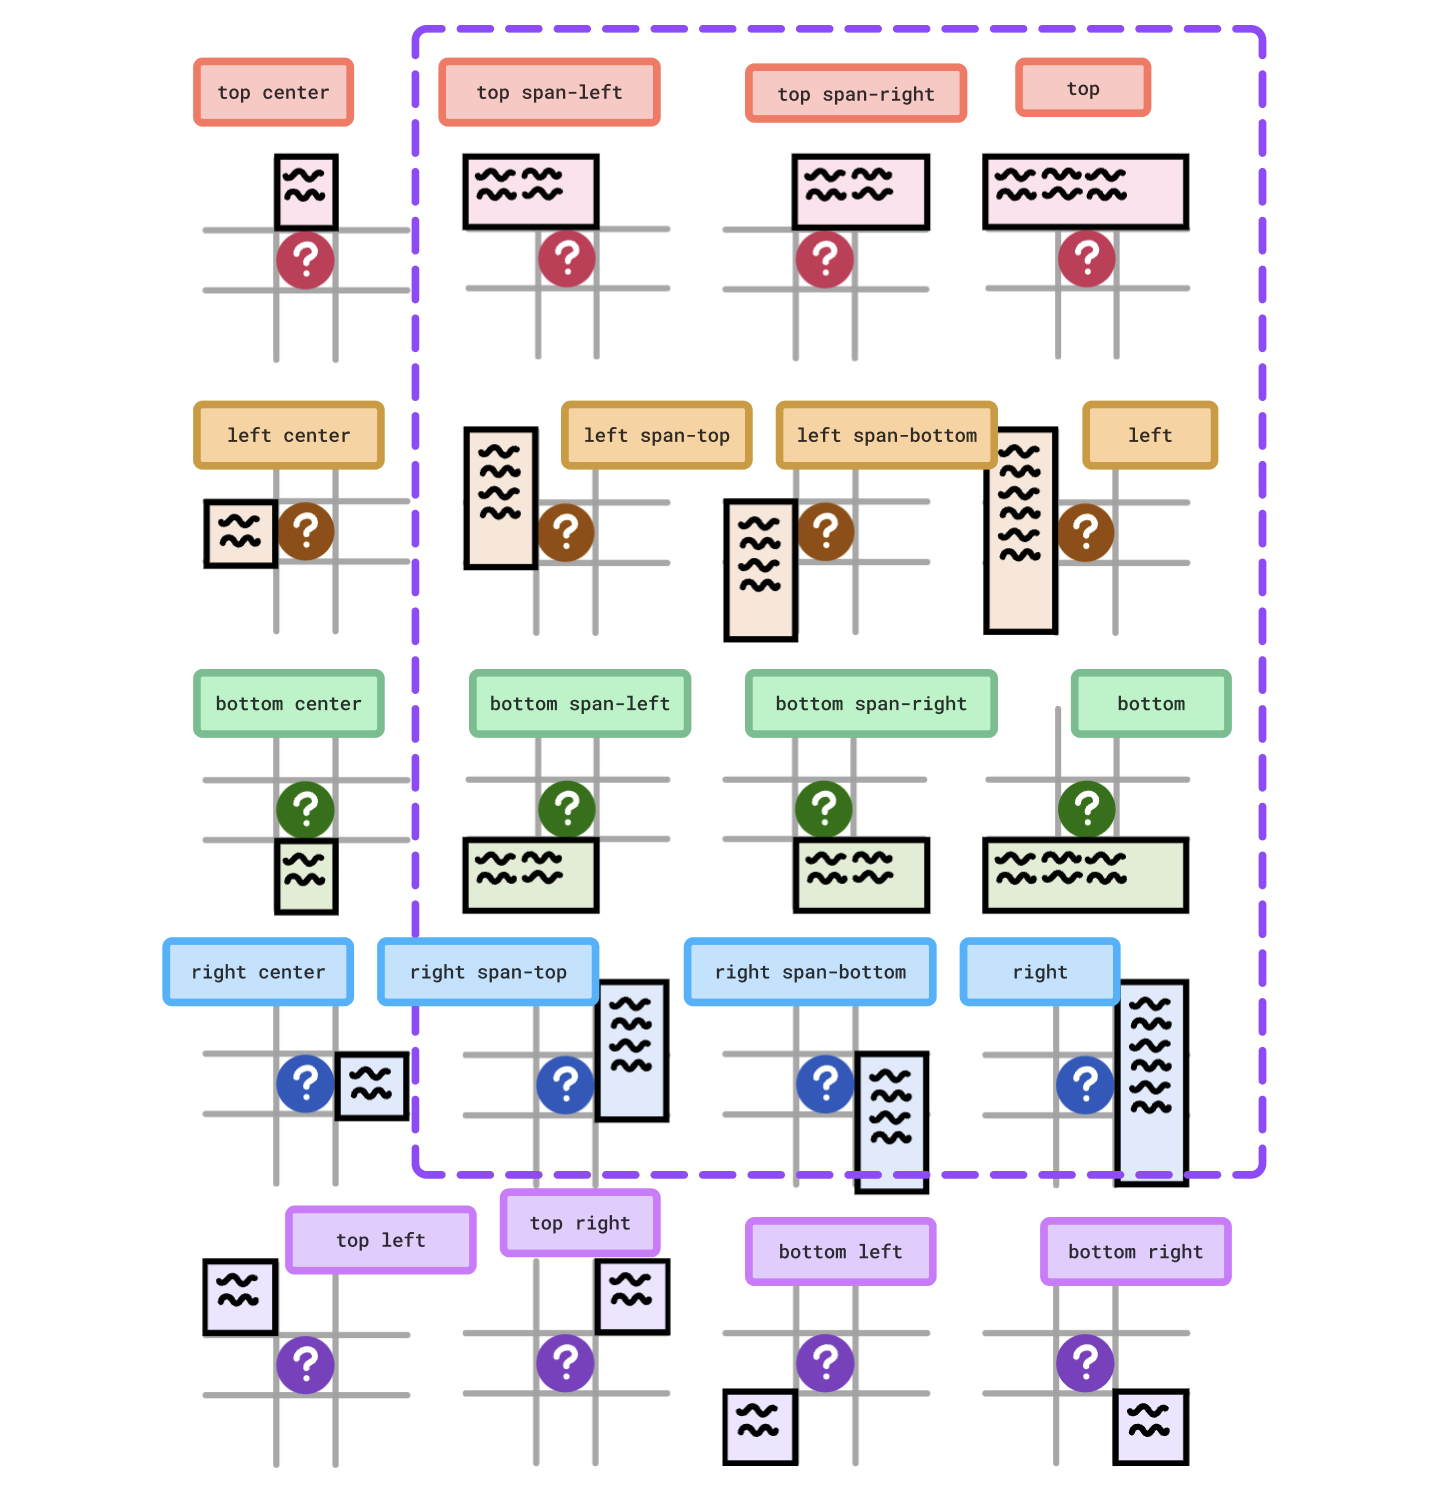 top center
top span-left
top span-right
top
?
?
?
?
left center
left span-top
left span-bottom
left
?
?
?
?
bottom center
bottom span-left
bottom span-right
bottom
?
?
?
?
right center
right span-top
right span-bottom
right
?
?
?
?
top left
top right
bottom left
bottom right
?
?
?
?